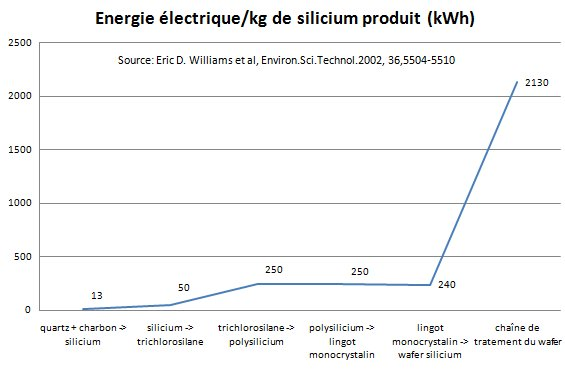 Energie électrique/kg de silicium produit (kWh)
2500
Source: Eric D. Williams et al, Environ.Sci.Technol.2002, 36,5504-5510
2000
1500
1000
500
0
13
50
250
250
240
2130
quartz + charbon ->
silicium
silicium ->
trichlorosilane
trichlorosilane ->
polysilicium
polysilicium ->
lingot
monocrystalin
lingot
monocrystalin ->
wafer silicium
chaîne de
traitement du wafer